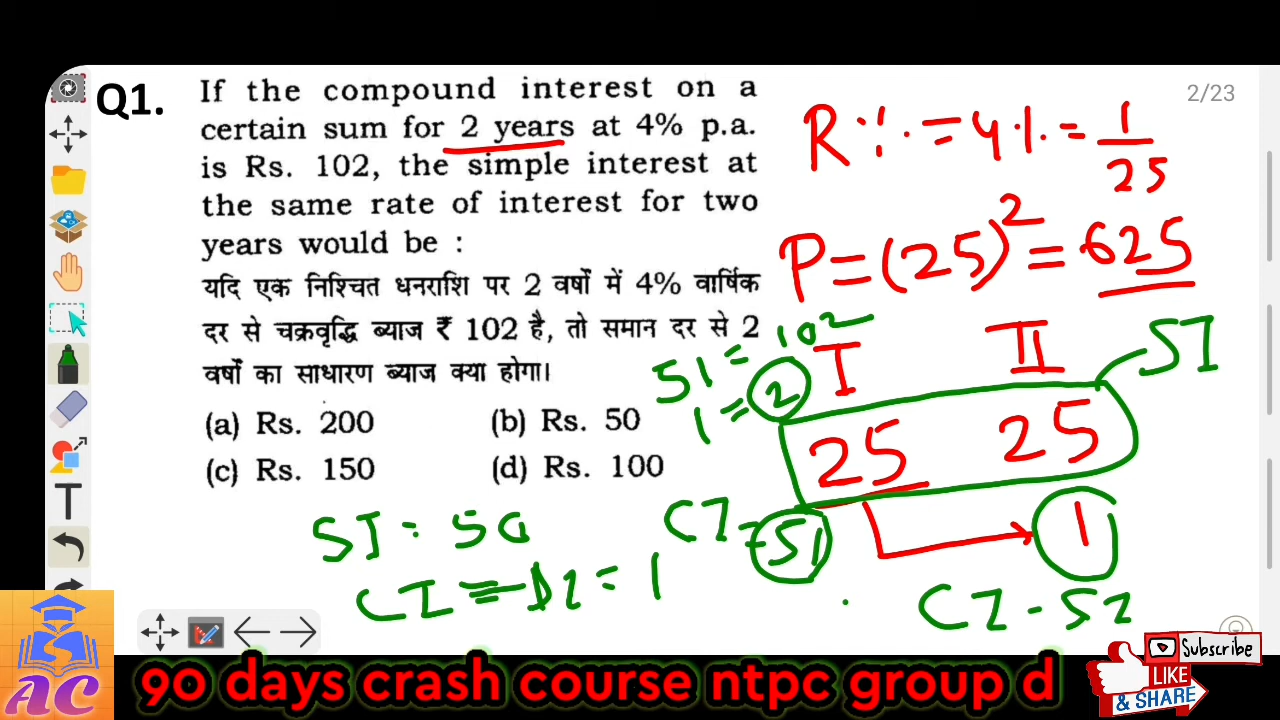 2/23
Q1. If the compound interest on a
certain sum for 2 years at 4% p.a.
is Rs. 102, the simple interest at
the same rate of interest for two
years would be :
यदि एक निश्चित धनराशि पर 2 वर्षों में 4% वार्षिक
दर से चक्रवृद्धि ब्याज ₹ 102 है, तो समान दर से 2
वर्षों का साधारण ब्याज क्या होगा।
(a) Rs. 200 (b) Rs. 50
(c) Rs. 150 (d) Rs. 100
R % = 4 % = 1/25
P = (25)² = 625
I II
SI
51 = 102
1 = 2
25 25
CI = 51
1
SI = 50
CI - SI
T
AC
90 days crash course ntpc group d
Subscribe
LIKE
& SHARE